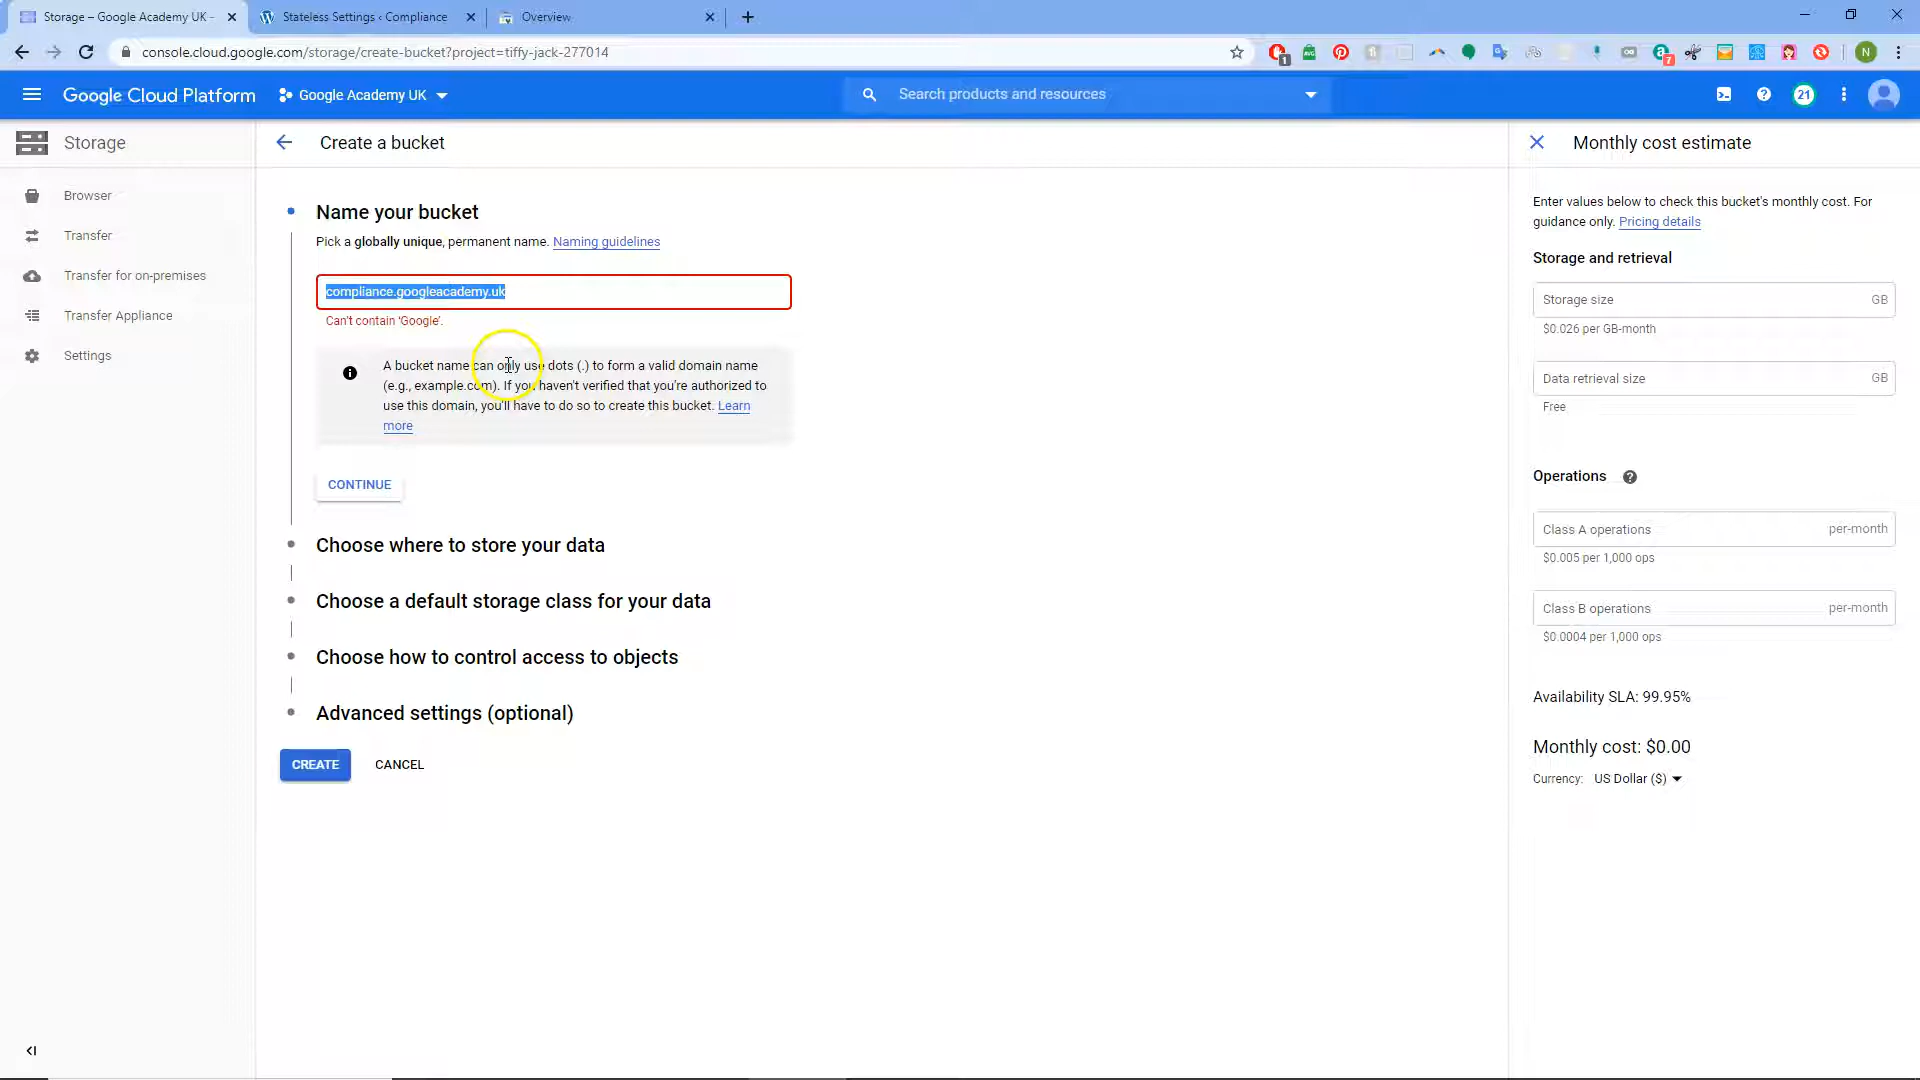 Storage – Google Academy UK -
Stateless Settings ‹ Compliance
Overview
console.cloud.google.com/storage/create-bucket?project=tiffy-jack-277014
1
7
N
Google Cloud Platform
Google Academy UK
Search products and resources
21
Storage
Create a bucket
Monthly cost estimate
Browser
Transfer
Transfer for on-premises
Transfer Appliance
Settings
Name your bucket
Pick a globally unique, permanent name. Naming guidelines
compliance.googleacademy.uk
Can't contain 'Google'.
A bucket name can only use dots (.) to form a valid domain name
(e.g., example.com). If you haven't verified that you're authorized to
use this domain, you'll have to do so to create this bucket. Learn
more
CONTINUE
Choose where to store your data
Choose a default storage class for your data
Choose how to control access to objects
Advanced settings (optional)
CREATE
CANCEL
Enter values below to check this bucket's monthly cost. For
guidance only. Pricing details
Storage and retrieval
Storage size GB
$0.026 per GB-month
Data retrieval size GB
Free
Operations
Class A operations per-month
$0.005 per 1,000 ops
Class B operations per-month
$0.0004 per 1,000 ops
Availability SLA: 99.95%
Monthly cost: $0.00
Currency: US Dollar ($)